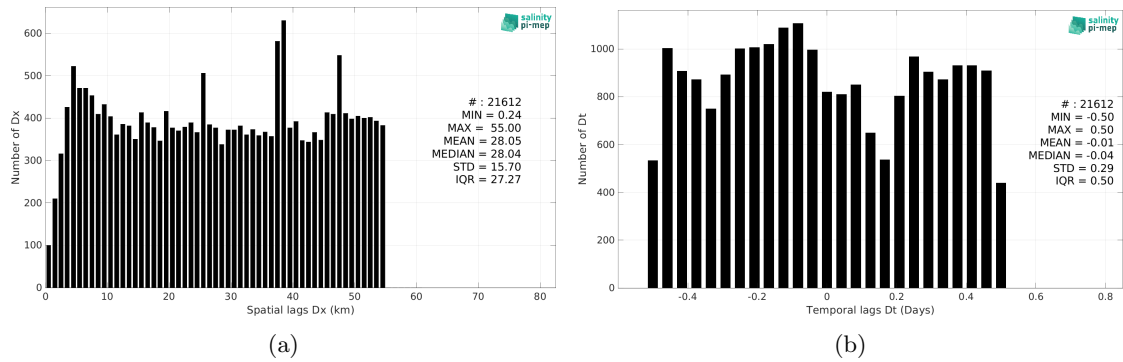 salinity
pi-mep
600
500
400
300
200
100
0
Number of Dx
# : 21612
MIN = 0.24
MAX = 55.00
MEAN = 28.05
MEDIAN = 28.04
STD = 15.70
IQR = 27.27
0 10 20 30 40 50 60 70 80
Spatial lags Dx (km)
(a)
salinity
pi-mep
1000
800
600
400
200
0
Number of Dt
# : 21612
MIN = -0.50
MAX = 0.50
MEAN = -0.01
MEDIAN = -0.04
STD = 0.29
IQR = 0.50
-0.4 -0.2 0 0.2 0.4 0.6 0.8
Temporal lags Dt (Days)
(b)